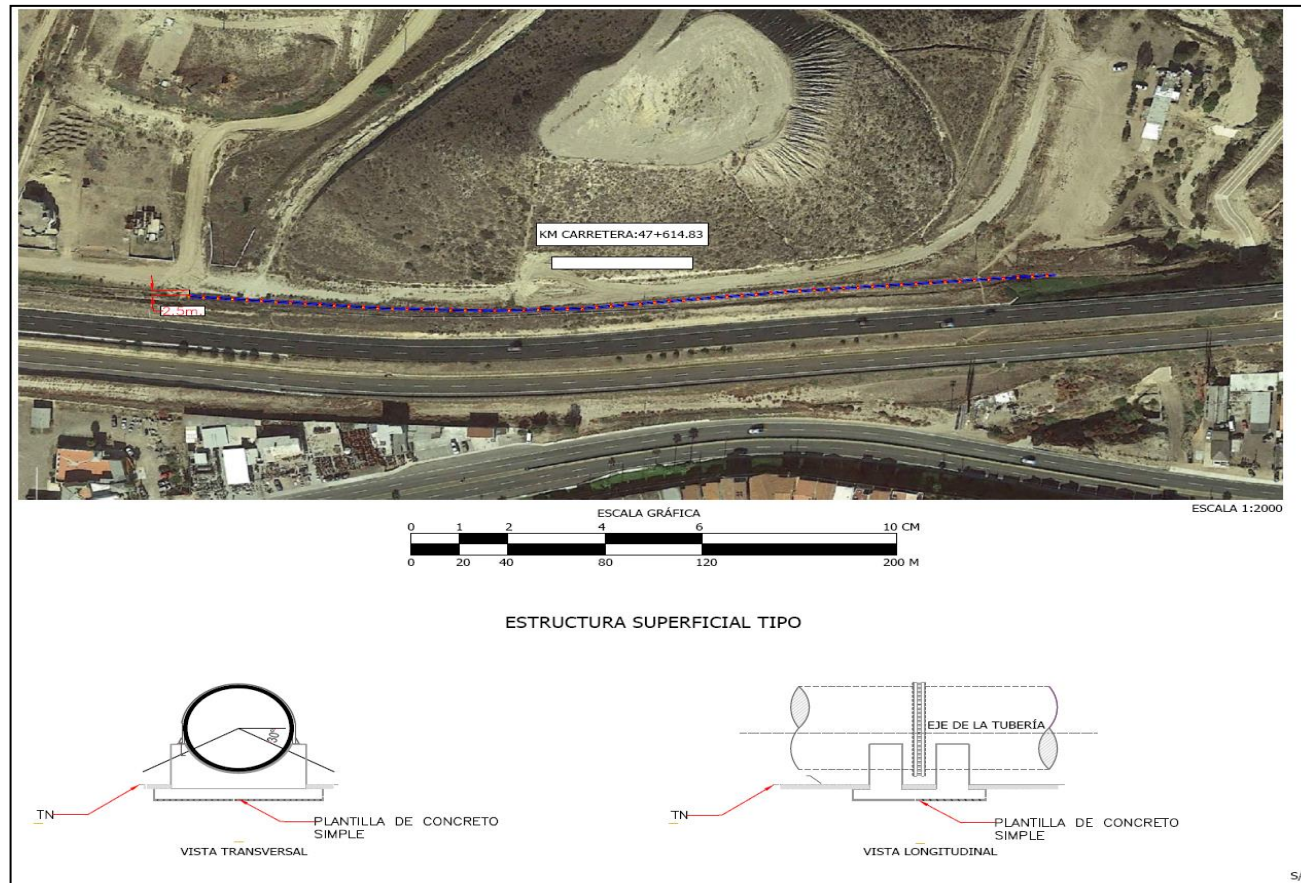 KM CARRETERA:47+614.83
2.5m.
ESCALA 1:2000
ESCALA GRÁFICA
0 1 2 4 6 10 CM
0 20 40 80 120 200 M
ESTRUCTURA SUPERFICIAL TIPO
30°
EJE DE LA TUBERÍA
TN
PLANTILLA DE CONCRETO
SIMPLE
VISTA TRANSVERSAL
TN
PLANTILLA DE CONCRETO
SIMPLE
VISTA LONGITUDINAL
S/